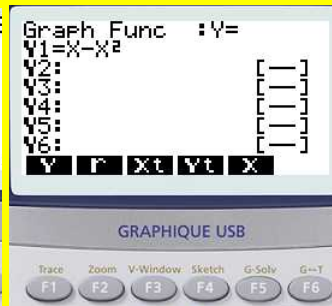 Graph Func :Y=
Y1=X-X²
Y2: [—]
Y3: [—]
Y4: [—]
Y5: [—]
Y6: [—]
Y r Xt Yt X
GRAPHIQUE USB
Trace Zoom V-Window Sketch G-Solv G↔T
F1 F2 F3 F4 F5 F6